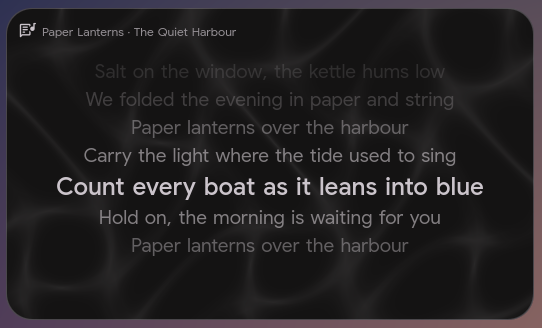 Paper Lanterns · The Quiet Harbour
Salt on the window, the kettle hums low
We folded the evening in paper and string
Paper lanterns over the harbour
Carry the light where the tide used to sing
Count every boat as it leans into blue
Hold on, the morning is waiting for you
Paper lanterns over the harbour